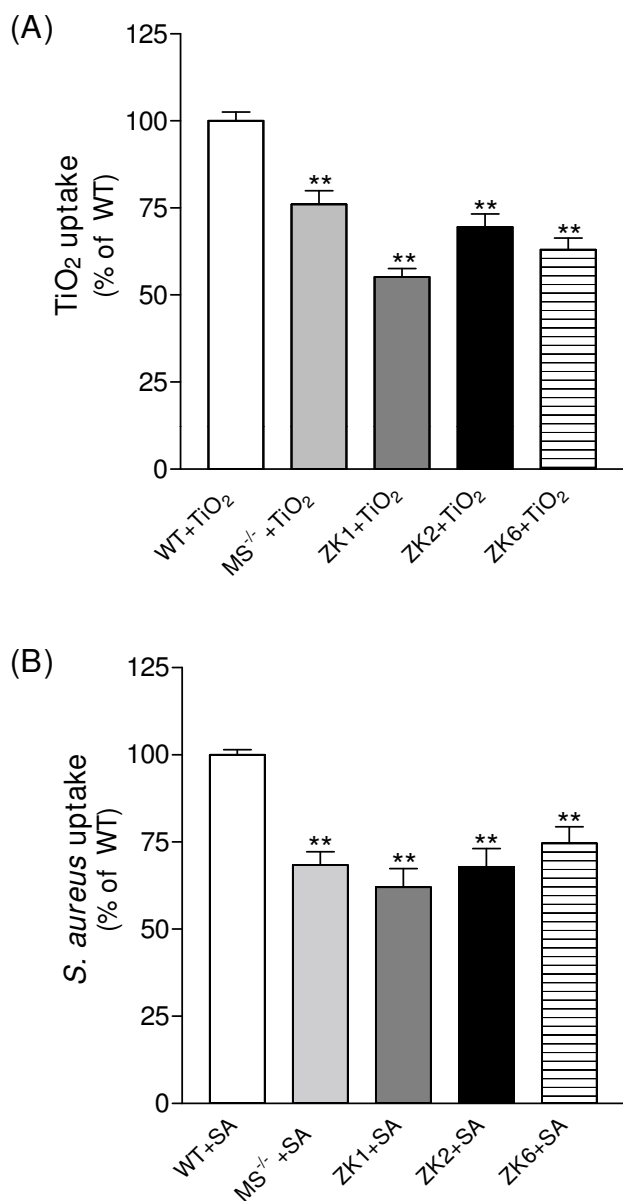 (A)
TiO₂ uptake
(% of WT)
125
100
75
50
25
0
**
**
**
**
WT+TiO₂
MS⁻/⁻+TiO₂
ZK1+TiO₂
ZK2+TiO₂
ZK6+TiO₂
(B)
S. aureus uptake
(% of WT)
125
100
75
50
25
0
**
**
**
**
WT+SA
MS⁻/⁻+SA
ZK1+SA
ZK2+SA
ZK6+SA